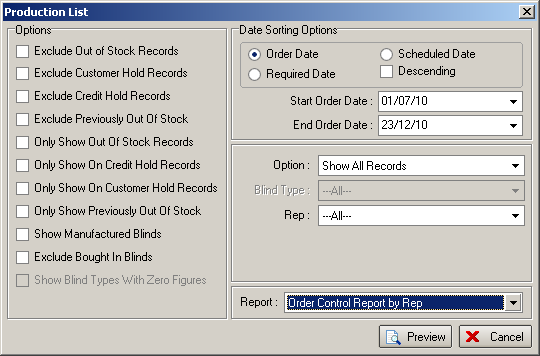 Production List
Options
Exclude Out of Stock Records
Exclude Customer Hold Records
Exclude Credit Hold Records
Exclude Previously Out Of Stock
Only Show Out Of Stock Records
Only Show On Credit Hold Records
Only Show On Customer Hold Records
Only Show Previously Out Of Stock
Show Manufactured Blinds
Exclude Bought In Blinds
Show Blind Types With Zero Figures
Date Sorting Options
Order Date
Scheduled Date
Required Date
Descending
Start Order Date : 01/07/10
End Order Date : 23/12/10
Option : Show All Records
Blind Type : ---All---
Rep : ---All---
Report : Order Control Report by Rep
Preview
Cancel